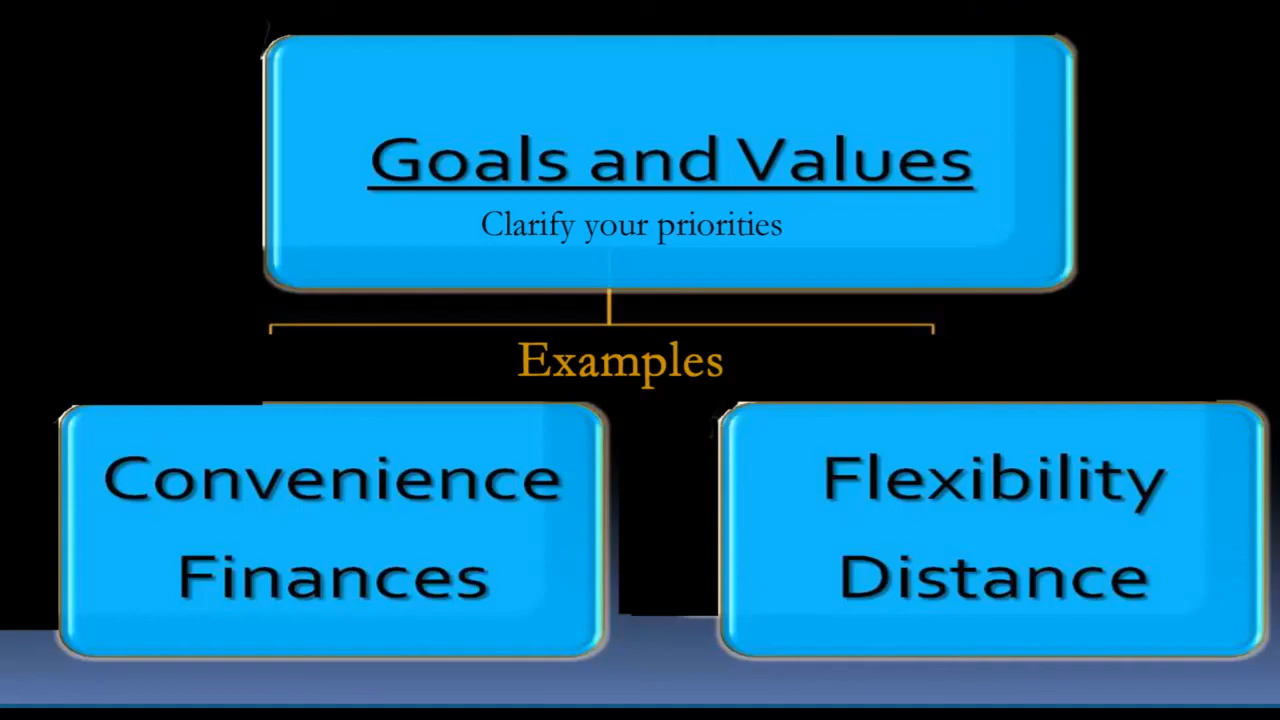 Goals and Values
Clarify your priorities
Examples
Convenience
Finances
Flexibility
Distance